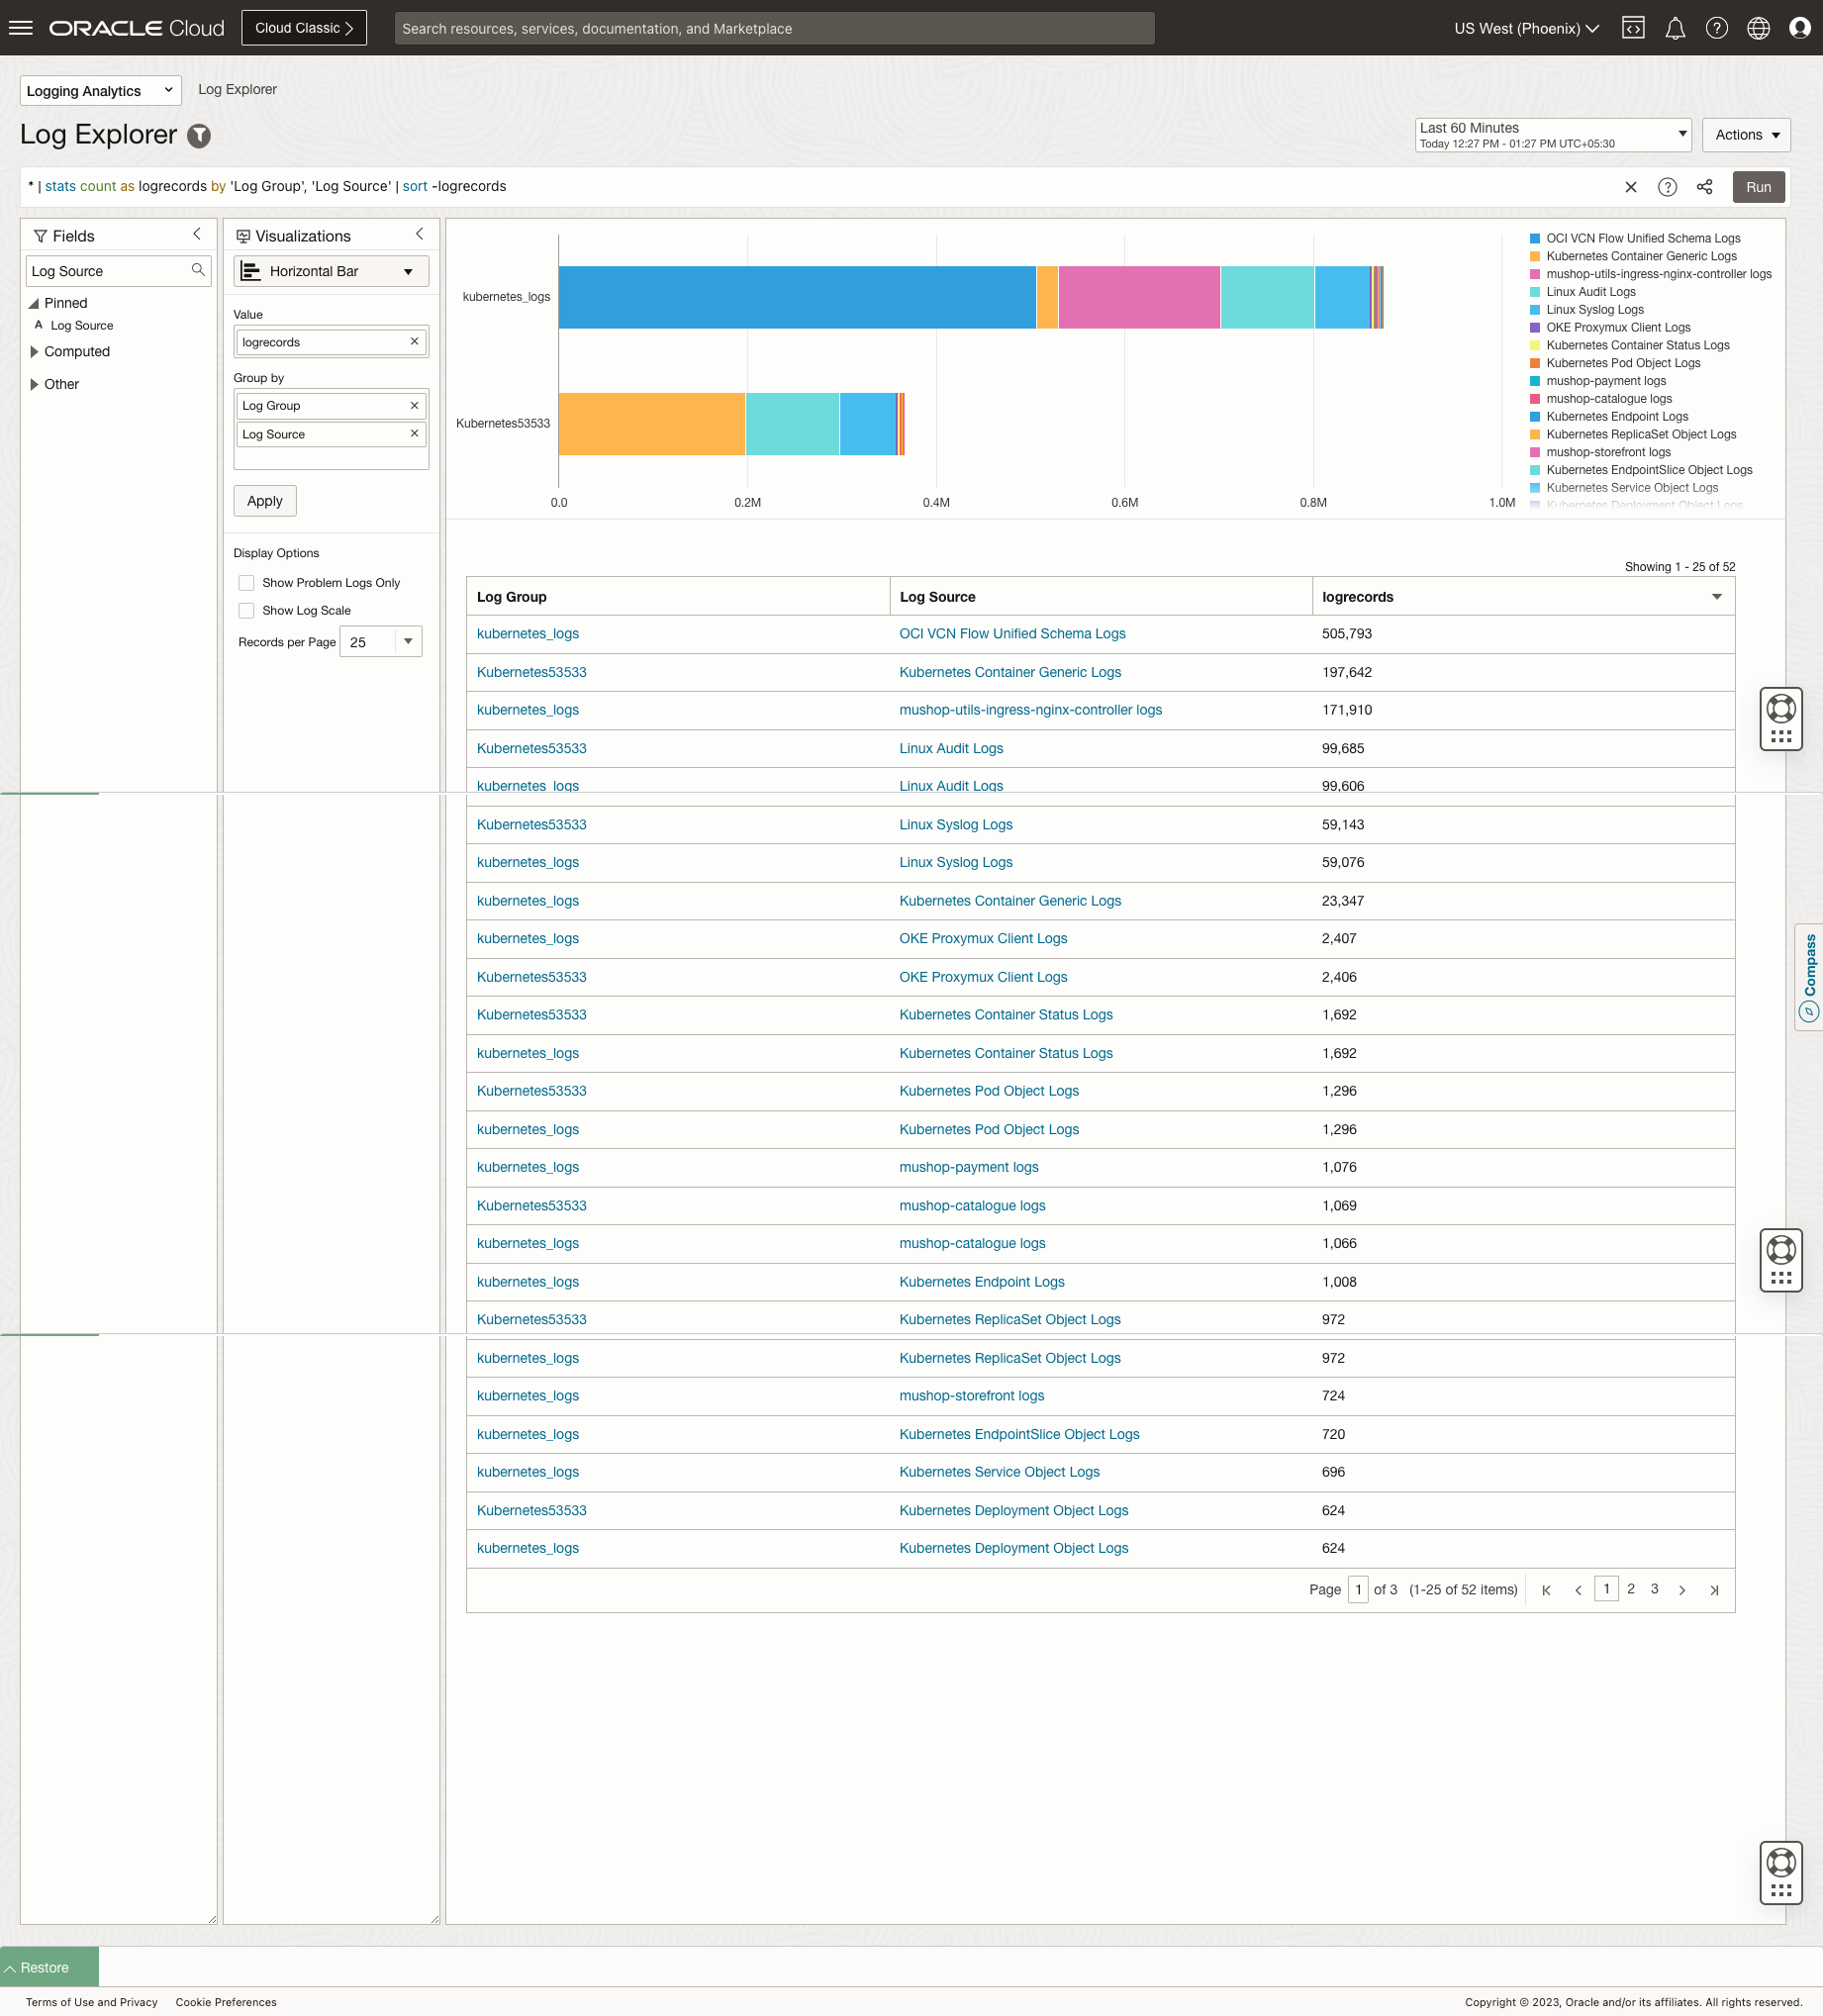 ORACLE Cloud
Cloud Classic
Search resources, services, documentation, and Marketplace
US West (Phoenix)
Logging Analytics
Log Explorer
Log Explorer
Last 60 Minutes
Today 12:27 PM - 01:27 PM UTC+05:30
Actions
* | stats count as logrecords by 'Log Group', 'Log Source' | sort -logrecords
Run
Fields
Log Source
Pinned
A Log Source
Computed
Other
Visualizations
Horizontal Bar
Value
logrecords
Group by
Log Group
Log Source
Apply
Display Options
Show Problem Logs Only
Show Log Scale
Records per Page 25
kubernetes_logs
Kubernetes53533
0.0 0.2M 0.4M 0.6M 0.8M 1.0M
OCI VCN Flow Unified Schema Logs
Kubernetes Container Generic Logs
mushop-utils-ingress-nginx-controller logs
Linux Audit Logs
Linux Syslog Logs
OKE Proxymux Client Logs
Kubernetes Container Status Logs
Kubernetes Pod Object Logs
mushop-payment logs
mushop-catalogue logs
Kubernetes Endpoint Logs
Kubernetes ReplicaSet Object Logs
mushop-storefront logs
Kubernetes EndpointSlice Object Logs
Kubernetes Service Object Logs
Kubernetes Deployment Object Logs
Showing 1 - 25 of 52
Log Group Log Source logrecords
kubernetes_logs OCI VCN Flow Unified Schema Logs 505,793
Kubernetes53533 Kubernetes Container Generic Logs 197,642
kubernetes_logs mushop-utils-ingress-nginx-controller logs 171,910
Kubernetes53533 Linux Audit Logs 99,685
kubernetes_logs Linux Audit Logs 99,606
Kubernetes53533 Linux Syslog Logs 59,143
kubernetes_logs Linux Syslog Logs 59,076
kubernetes_logs Kubernetes Container Generic Logs 23,347
kubernetes_logs OKE Proxymux Client Logs 2,407
Kubernetes53533 OKE Proxymux Client Logs 2,406
Kubernetes53533 Kubernetes Container Status Logs 1,692
kubernetes_logs Kubernetes Container Status Logs 1,692
Kubernetes53533 Kubernetes Pod Object Logs 1,296
kubernetes_logs Kubernetes Pod Object Logs 1,296
kubernetes_logs mushop-payment logs 1,076
Kubernetes53533 mushop-catalogue logs 1,069
kubernetes_logs mushop-catalogue logs 1,066
kubernetes_logs Kubernetes Endpoint Logs 1,008
Kubernetes53533 Kubernetes ReplicaSet Object Logs 972
kubernetes_logs Kubernetes ReplicaSet Object Logs 972
kubernetes_logs mushop-storefront logs 724
kubernetes_logs Kubernetes EndpointSlice Object Logs 720
kubernetes_logs Kubernetes Service Object Logs 696
Kubernetes53533 Kubernetes Deployment Object Logs 624
kubernetes_logs Kubernetes Deployment Object Logs 624
Page 1 of 3 (1-25 of 52 items) 1 2 3
Compass
Restore
Terms of Use and Privacy Cookie Preferences
Copyright © 2023, Oracle and/or its affiliates. All rights reserved.